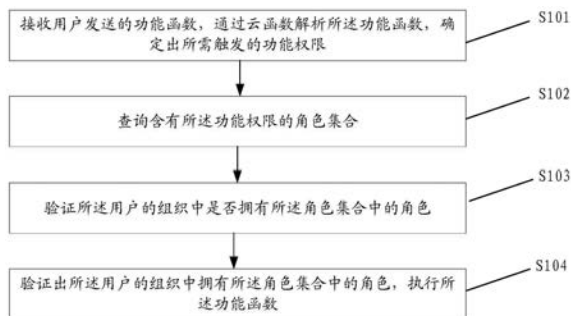 接收用户发送的功能函数，通过云函数解析所述功能函数，确
定出所需触发的功能权限
S101
查询含有所述功能权限的角色集合
S102
验证所述用户的组织中是否拥有所述角色集合中的角色
S103
验证出所述用户的组织中拥有所述角色集合中的角色，执行所
述功能函数
S104